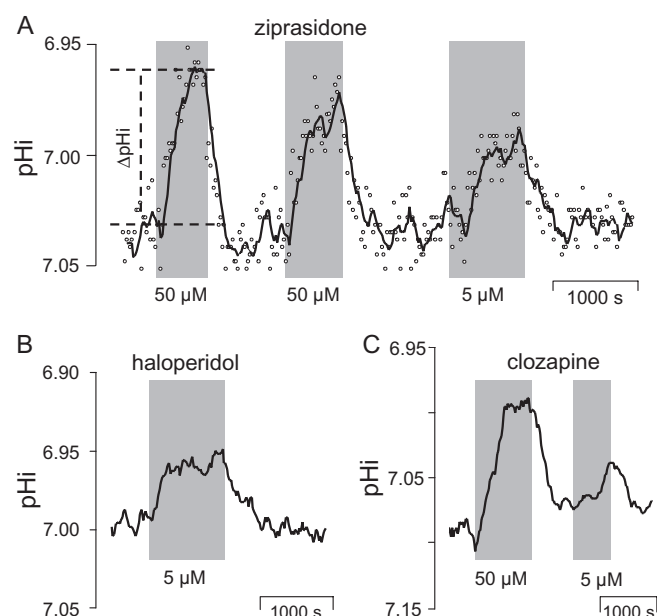 A
ziprasidone
6.95
7.00
7.05
pHi
ΔpHi
50 µM
50 µM
5 µM
1000 s
B
haloperidol
6.90
6.95
7.00
7.05
pHi
5 µM
1000 s
C
clozapine
6.95
7.05
7.15
pHi
50 µM
5 µM
1000 s